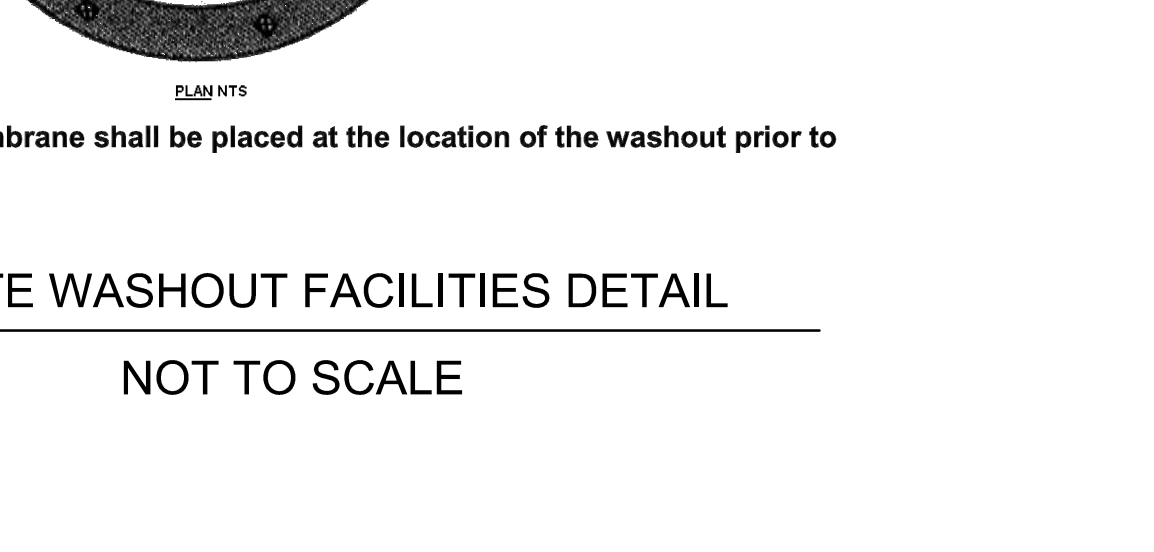 PLAN NTS
shall be placed at the location of the washout prior to
WASHOUT FACILITIES DETAIL
NOT TO SCALE